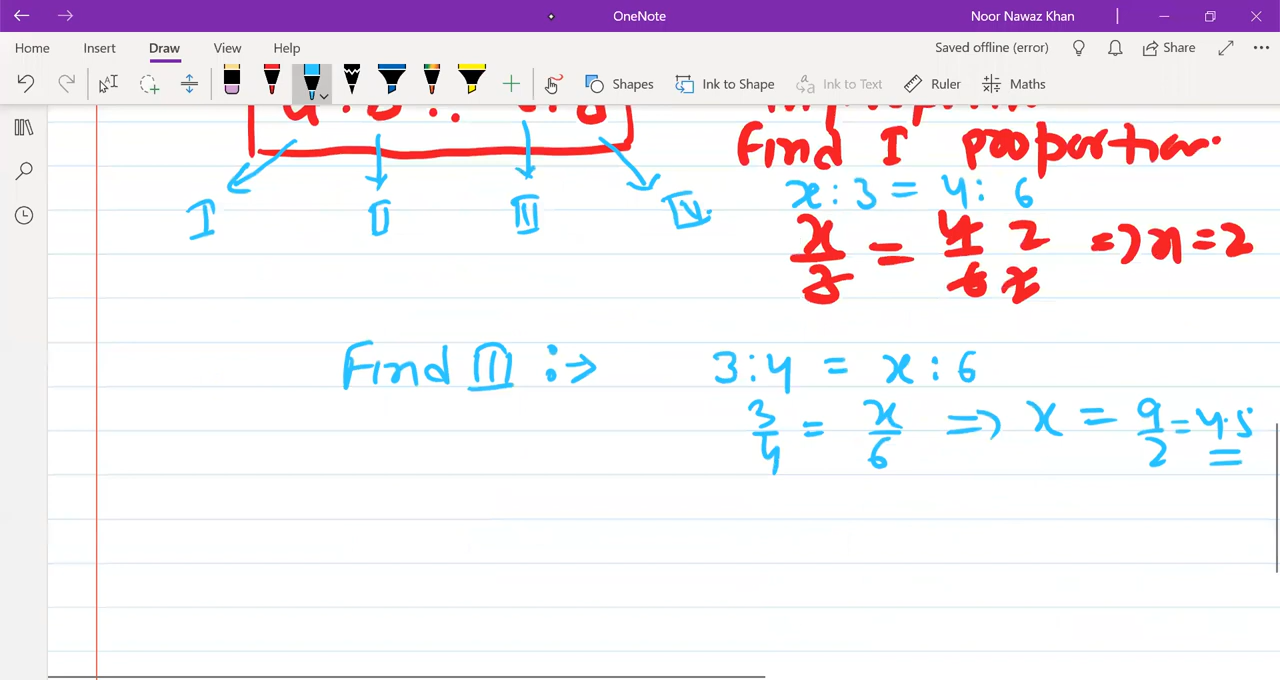 OneNote
Noor Nawaz Khan
Home Insert Draw View Help
Saved offline (error)
Share
Shapes
Ink to Shape
Ink to Text
Ruler
Maths
Find I proportion.
x : 3 = 4 : 6
x/3 = 4/6 2 => x = 2
I II III IV
Find III :-> 3 : 4 = x : 6
3/4 = x/6 => x = 9/2 = 4.5